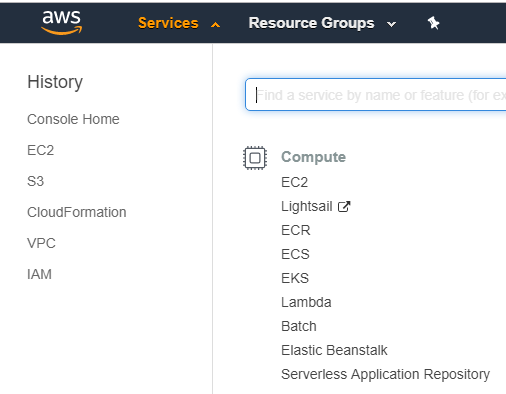 aws Services Resource Groups
History
Console Home
EC2
S3
CloudFormation
VPC
IAM
Find a service by name or feature (for ex
Compute
EC2
Lightsail
ECR
ECS
EKS
Lambda
Batch
Elastic Beanstalk
Serverless Application Repository